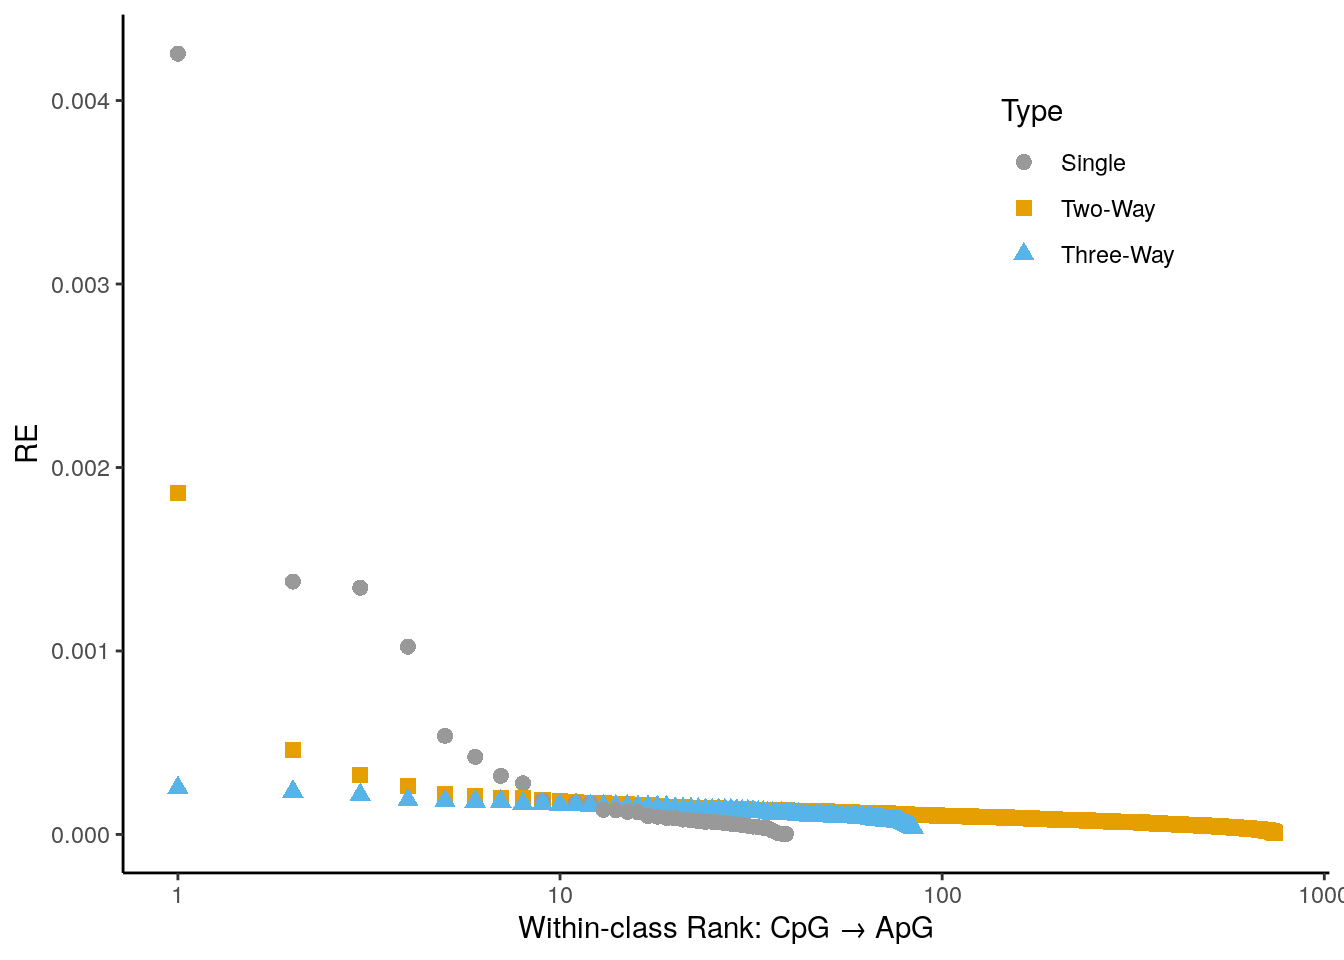 Type
Single
Two-Way
Three-Way
RE
0.004
0.003
0.002
0.001
0.000
1 10 100 1000
Within-class Rank: CpG → ApG